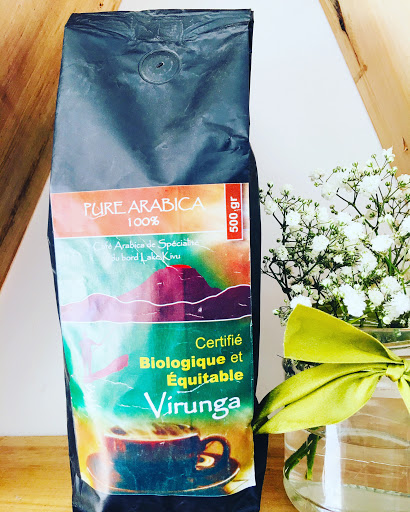 PURE ARABICA
100%
500.gr
Café Arabica de Spécialité
du bord Lake Kivu
Certifié
Biologique et
Équitable
Virunga